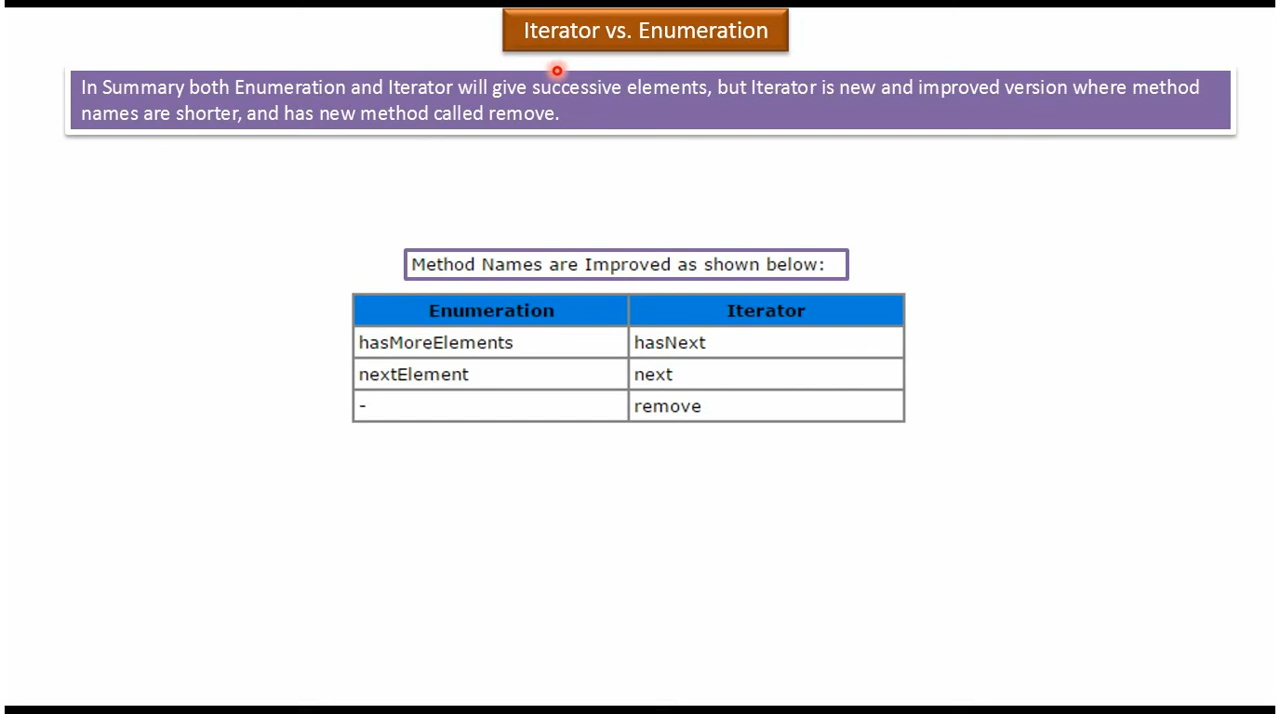 Iterator vs. Enumeration
In Summary both Enumeration and Iterator will give successive elements, but Iterator is new and improved version where method
names are shorter, and has new method called remove.
Method Names are Improved as shown below:
Enumeration Iterator
hasMoreElements hasNext
nextElement next
- remove